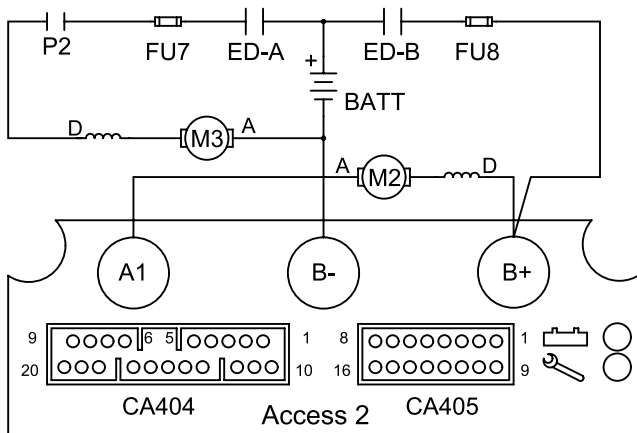 P2 FU7 ED-A ED-B FU8
+
BATT
D M3 A
A M2 D
A1 B- B+
9 6 5 1 8 1
20 10 16 9
CA404 CA405
Access 2